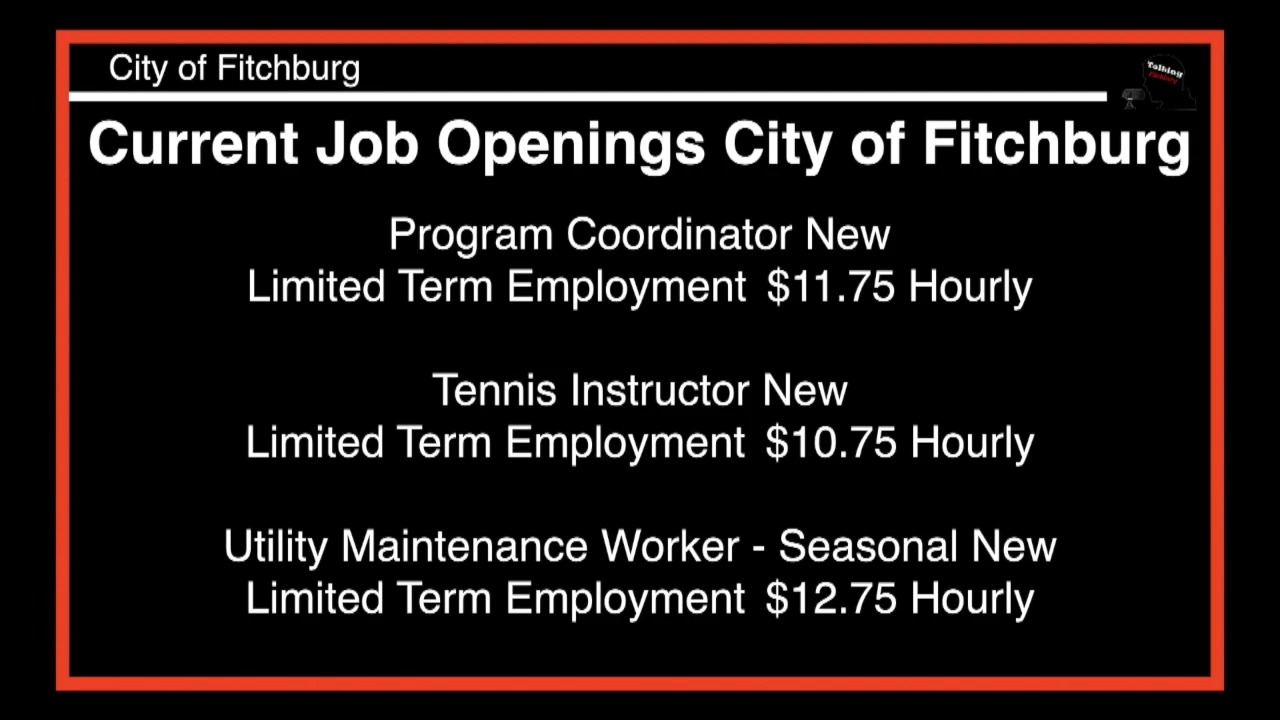 City of Fitchburg
Talking
Fitchburg
Current Job Openings City of Fitchburg
Program Coordinator New
Limited Term Employment $11.75 Hourly
Tennis Instructor New
Limited Term Employment $10.75 Hourly
Utility Maintenance Worker - Seasonal New
Limited Term Employment $12.75 Hourly